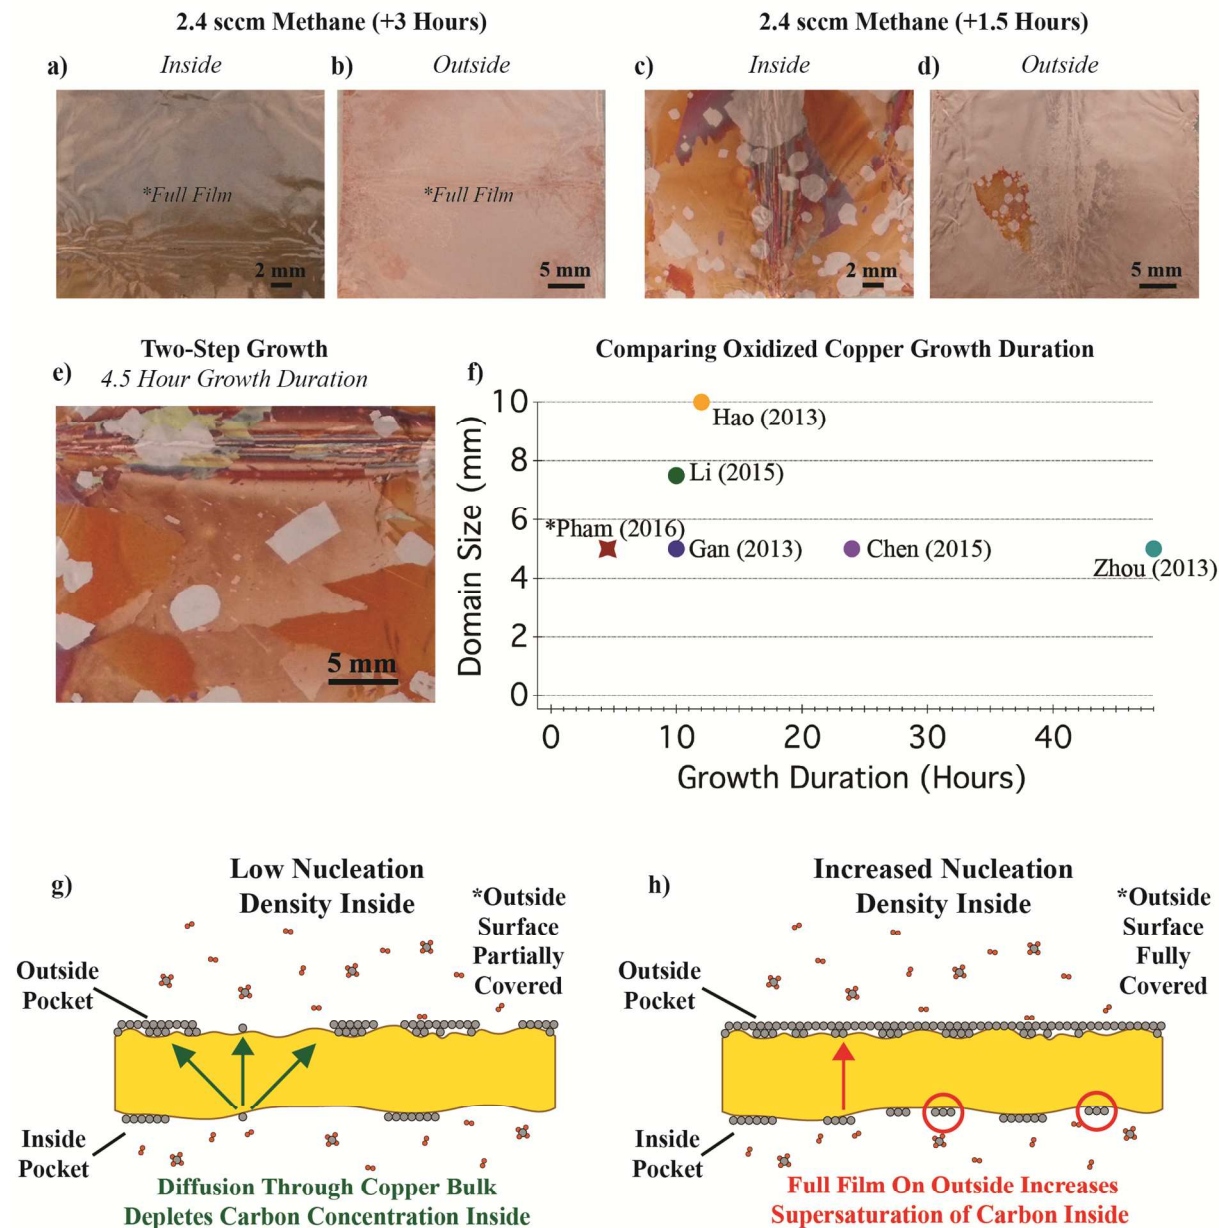 2.4 sccm Methane (+3 Hours)
2.4 sccm Methane (+1.5 Hours)
a)
Inside
b)
Outside
c)
Inside
d)
Outside
*Full Film
2 mm
*Full Film
5 mm
2 mm
5 mm
Two-Step Growth
e)
4.5 Hour Growth Duration
5 mm
Comparing Oxidized Copper Growth Duration
f)
Domain Size (mm)
10
8
6
4
2
0
Hao (2013)
Li (2015)
*Pham (2016)
Gan (2013)
Chen (2015)
Zhou (2013)
0
10
20
30
40
Growth Duration (Hours)
g)
Low Nucleation
Density Inside
*Outside
Surface
Partially
Covered
Outside
Pocket
Inside
Pocket
Diffusion Through Copper Bulk
Depletes Carbon Concentration Inside
h)
Increased Nucleation
Density Inside
*Outside
Surface
Fully
Covered
Outside
Pocket
Inside
Pocket
Full Film On Outside Increases
Supersaturation of Carbon Inside